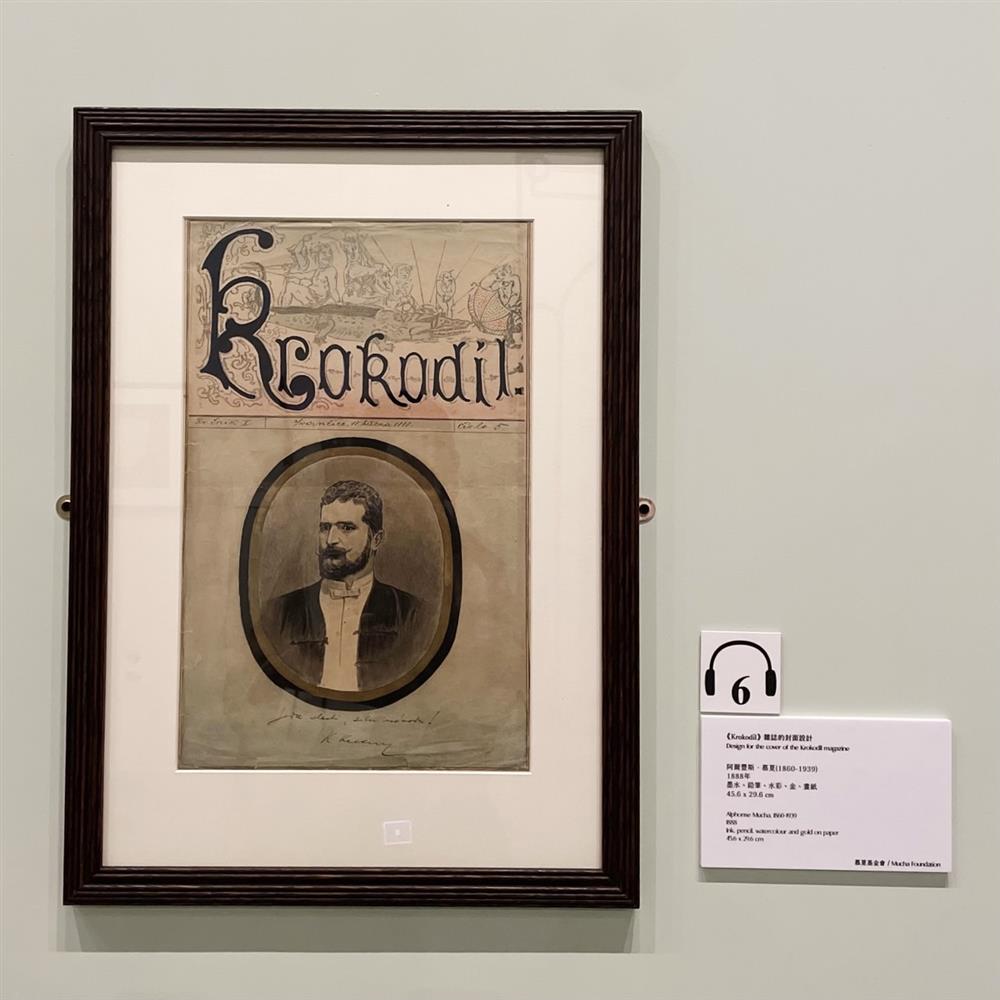 Krokodil.
Ročník I.
Číslo 5.
6
《Krokodil》雜誌的封面設計
Design for the cover of the Krokodil magazine
阿爾豐斯·慕夏(1860-1939)
1888年
墨水、鉛筆、水彩、金、畫紙
45.6 x 29.6 cm
Alphonse Mucha, 1860-1939
1888
Ink, pencil, watercolour and gold on paper
45.6 x 29.6 cm
慕夏基金會 / Mucha Foundation